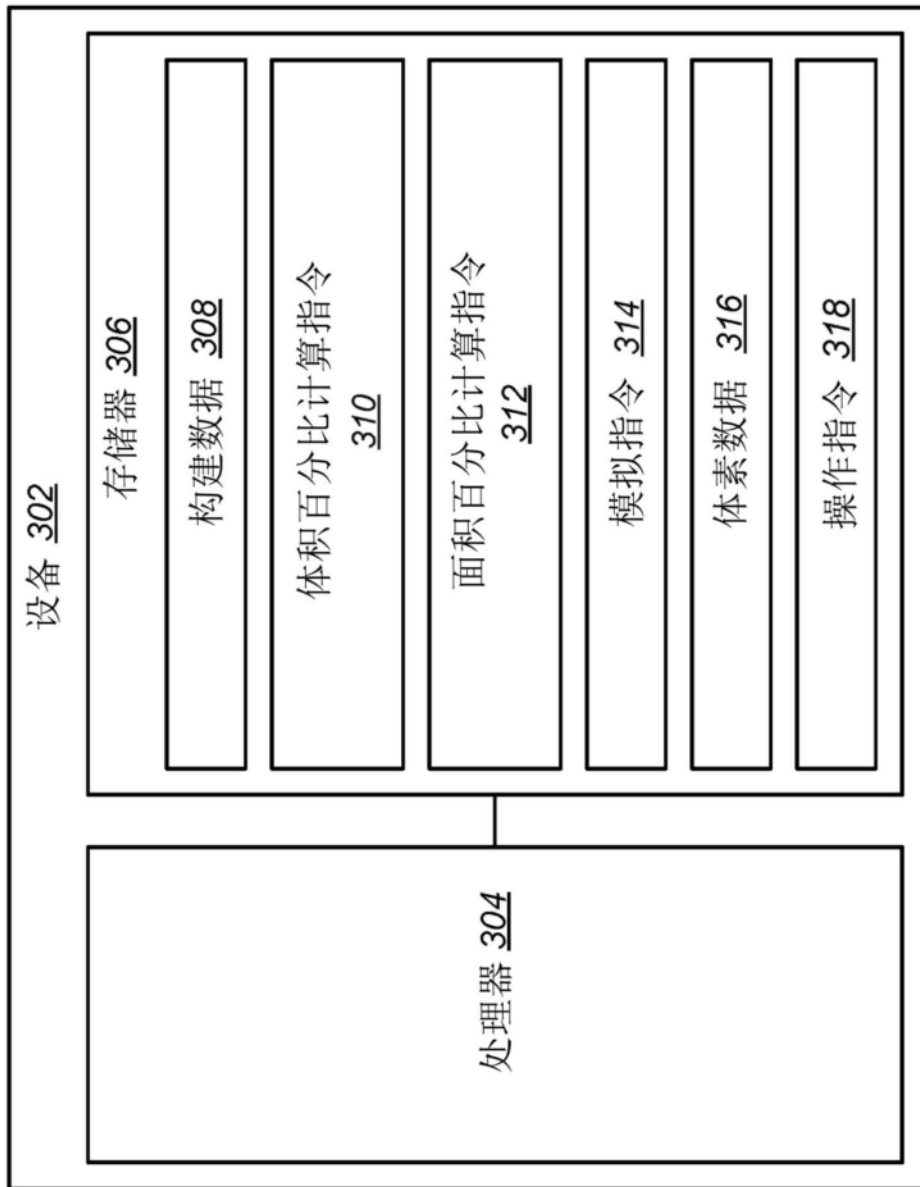 设备 302
存储器 306
构建数据 308
体积百分比计算指令
310
面积百分比计算指令
312
模拟指令 314
体素数据 316
操作指令 318
处理器 304